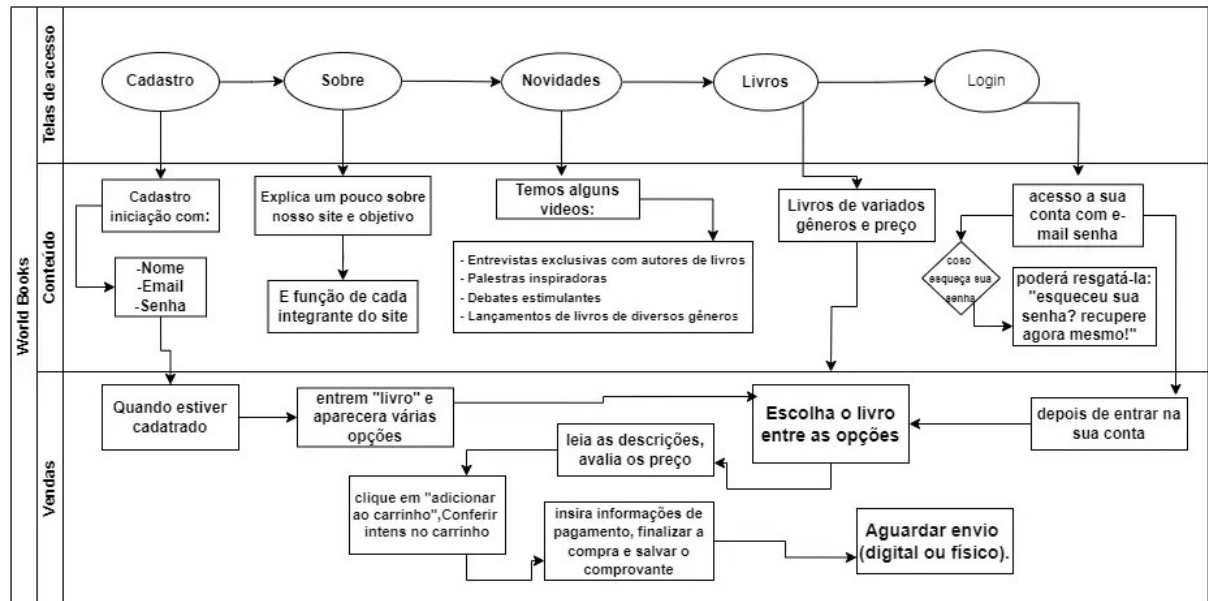 World Books
Telas de acesso
Cadastro
Sobre
Novidades
Livros
Login
Conteúdo
Cadastro
iniciação com:
-Nome
-Email
-Senha
Explica um pouco sobre
nosso site e objetivo
E função de cada
integrante do site
Temos alguns
videos:
- Entrevistas exclusivas com autores de livros
- Palestras inspiradoras
- Debates estimulantes
- Lançamentos de livros de diversos gêneros
Livros de variados
gêneros e preço
acesso a sua
conta com e-
mail senha
coso
esqueça sua
senha
poderá resgatá-la:
"esqueceu sua
senha? recupere
agora mesmo!"
Vendas
Quando estiver
cadatrado
entrem "livro" e
aparecera várias
opções
Escolha o livro
entre as opções
depois de entrar na
sua conta
leia as descrições,
avalia os preço
clique em "adicionar
ao carrinho",Conferir
intens no carrinho
insira informações de
pagamento, finalizar a
compra e salvar o
comprovante
Aguardar envio
(digital ou físico).